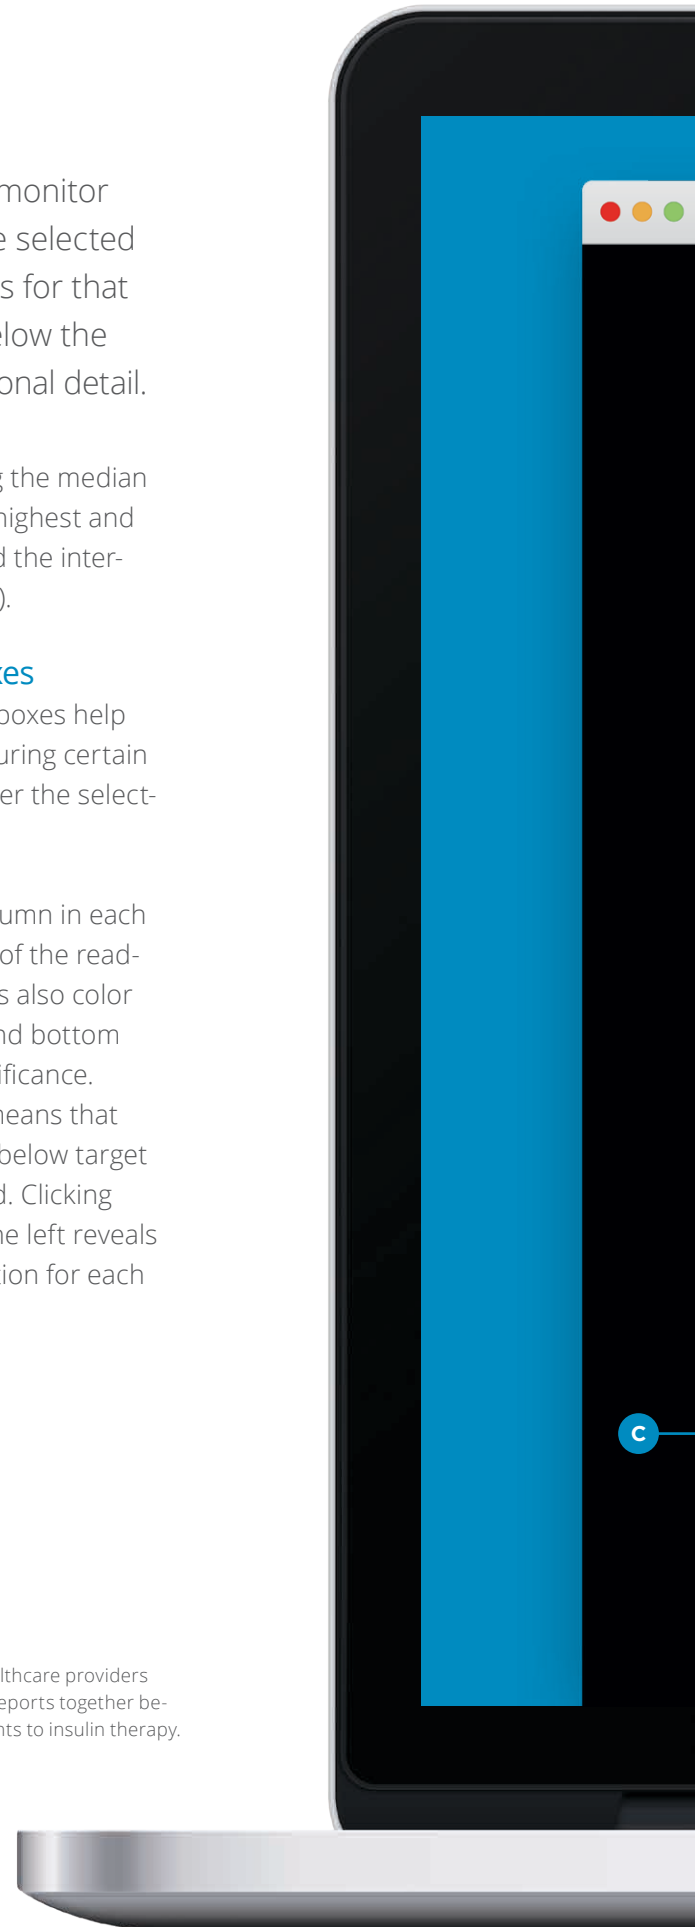 monitor
e selected
s for that
elow the
onal detail.
g the median
highest and
d the inter-
).
xes
boxes help
uring certain
er the select-
umn in each
of the read-
s also color
nd bottom
ificance.
means that
below target
d. Clicking
he left reveals
tion for each
C
lthcare providers
eports together be-
nts to insulin therapy.